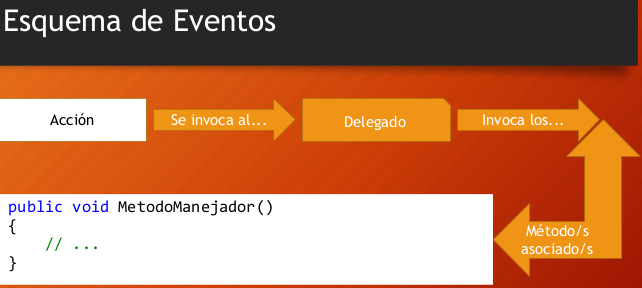 Esquema de Eventos
Acción
Se invoca al...
Delegado
Invoca los...
Método/s
asociado/s
public void MetodoManejador()
{
// ...
}